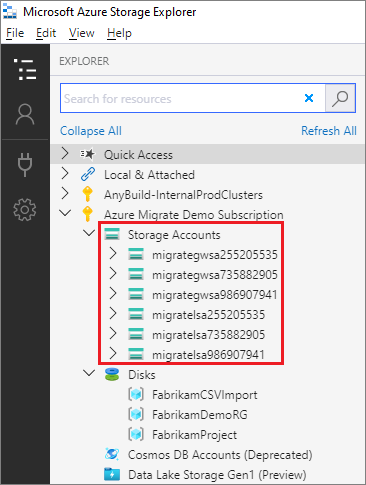 Microsoft Azure Storage Explorer
File Edit View Help
EXPLORER
Search for resources
Collapse All Refresh All
Quick Access
Local & Attached
AnyBuild-InternalProdClusters
Azure Migrate Demo Subscription
Storage Accounts
migrategwsa255205535
migrategwsa735882905
migrategwsa986907941
migratelsa255205535
migratelsa735882905
migratelsa986907941
Disks
FabrikamCSVImport
FabrikamDemoRG
FabrikamProject
Cosmos DB Accounts (Deprecated)
Data Lake Storage Gen1 (Preview)